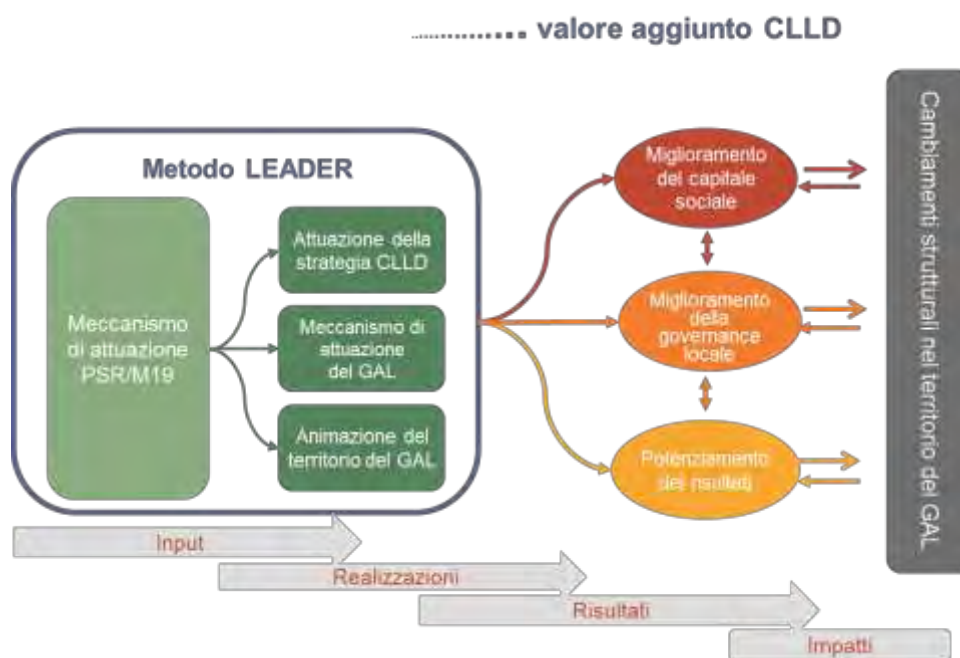 valore aggiunto CLLD
Metodo LEADER
Meccanismo
di attuazione
PSR/M19
Attuazione della
strategia CLLD
Meccanismo di
attuazione
del GAL
Animazione del
territorio del GAL
Miglioramento
del capitale
sociale
Miglioramento
della
governance
locale
Potenziamento
dei risultati
Cambiamenti strutturali nel territorio del GAL
Input
Realizzazioni
Risultati
Impatti